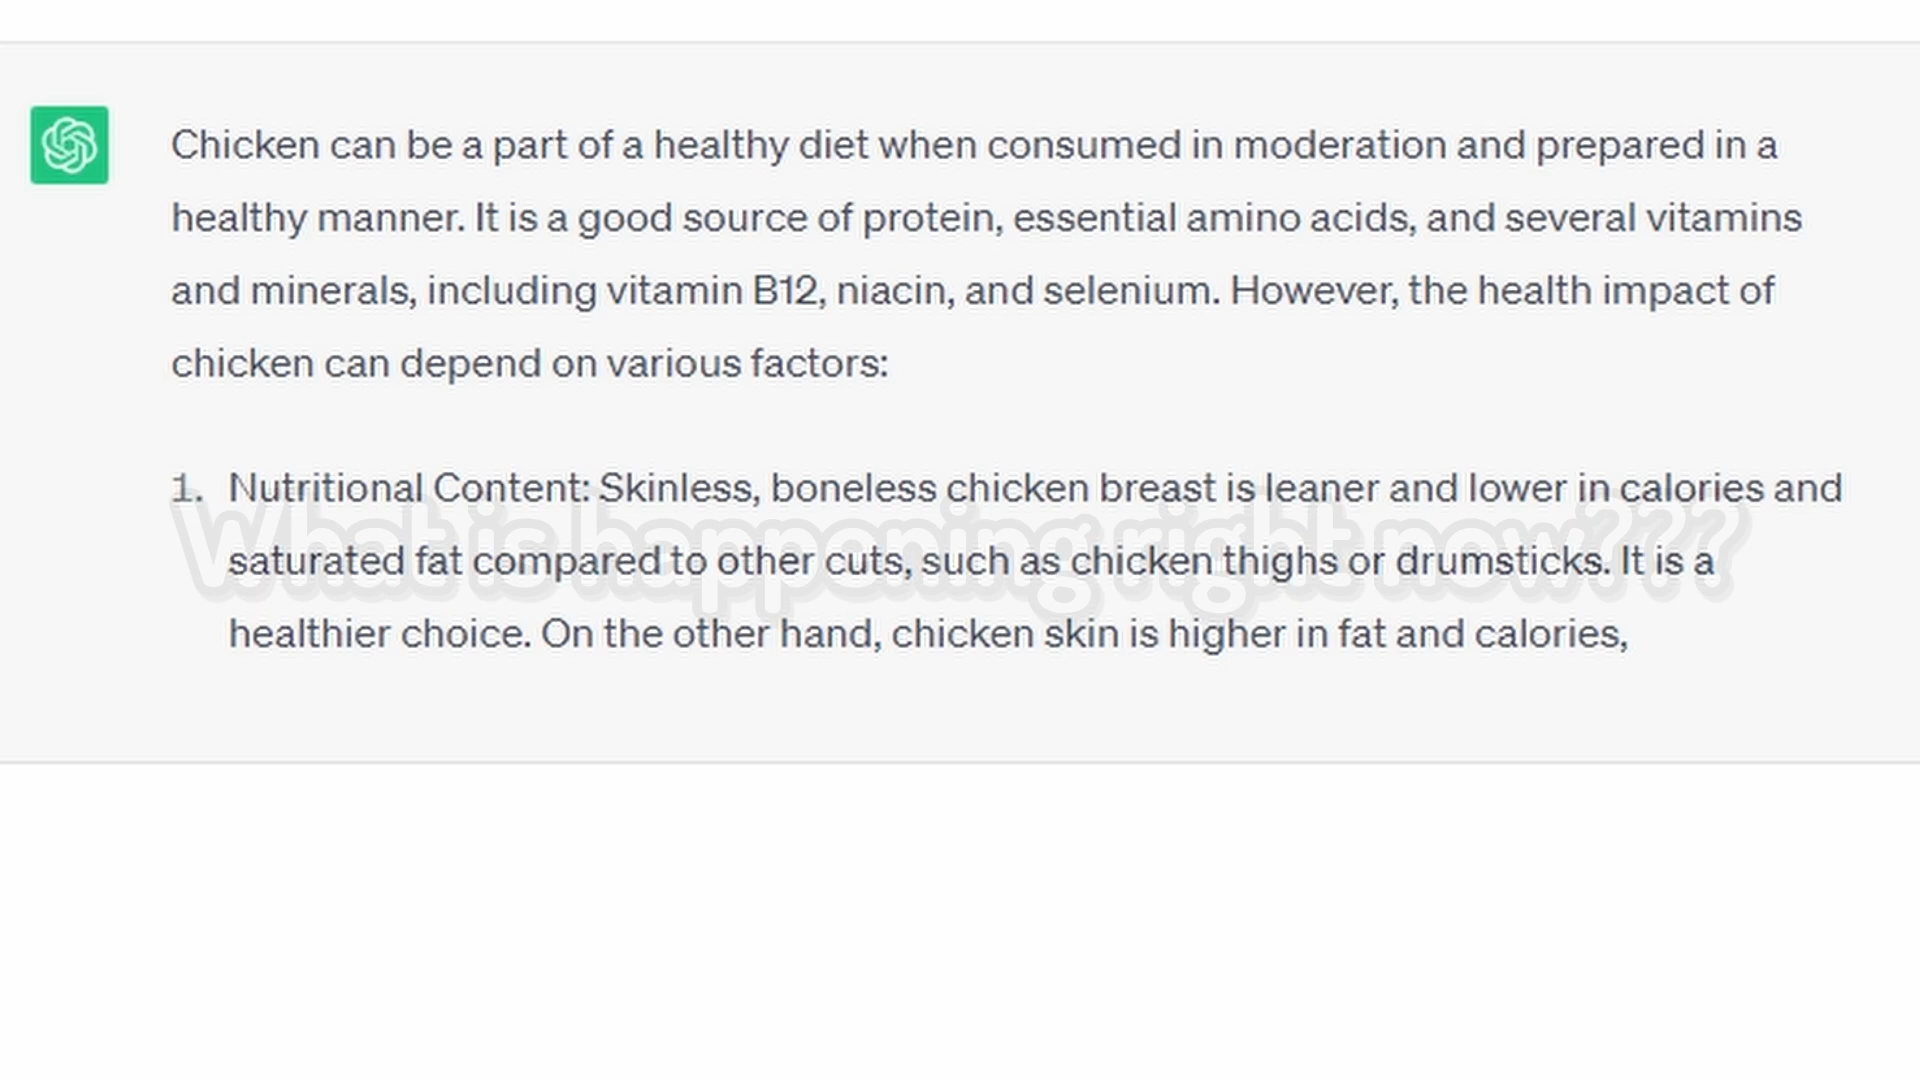 Chicken can be a part of a healthy diet when consumed in moderation and prepared in a
healthy manner. It is a good source of protein, essential amino acids, and several vitamins
and minerals, including vitamin B12, niacin, and selenium. However, the health impact of
chicken can depend on various factors:
1. Nutritional Content: Skinless, boneless chicken breast is leaner and lower in calories and
What is happening right now???
saturated fat compared to other cuts, such as chicken thighs or drumsticks. It is a
healthier choice. On the other hand, chicken skin is higher in fat and calories,